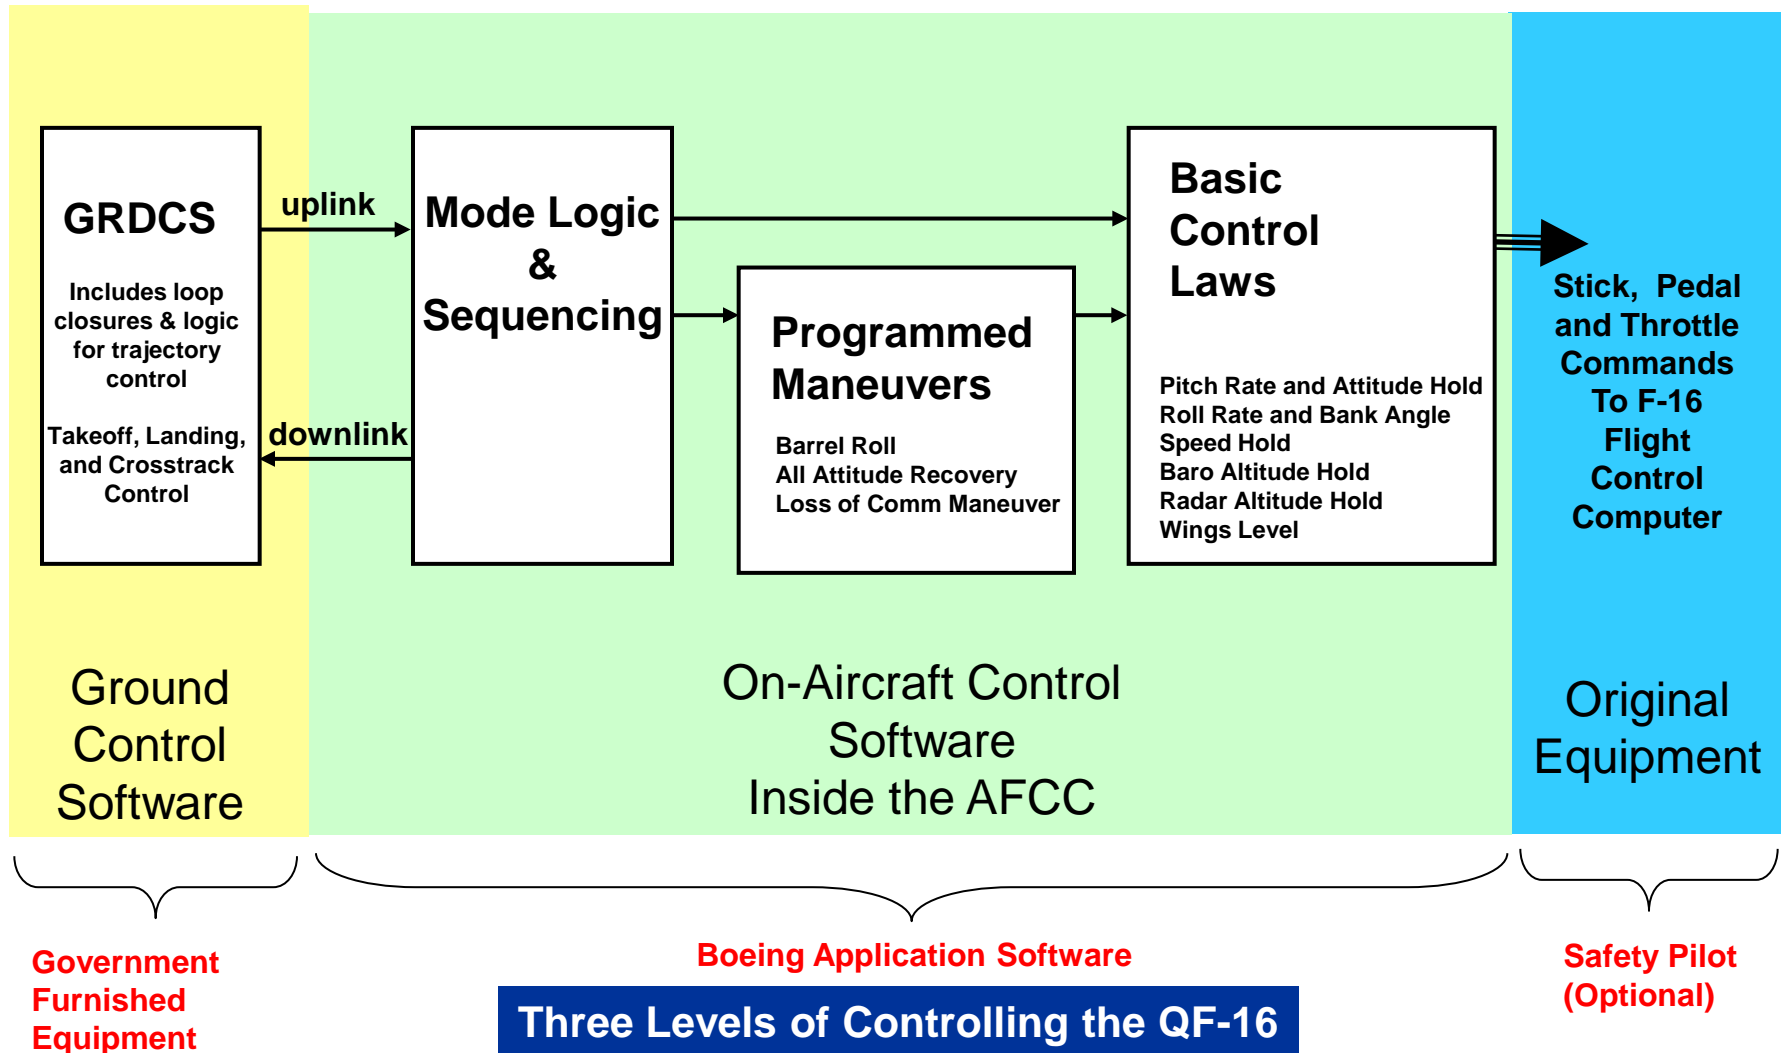 GRDCS
Includes loop
closures & logic
for trajectory
control
Takeoff, Landing,
and Crosstrack
Control
uplink
downlink
Mode Logic
&
Sequencing
Programmed
Maneuvers
Barrel Roll
All Attitude Recovery
Loss of Comm Maneuver
Basic
Control
Laws
Pitch Rate and Attitude Hold
Roll Rate and Bank Angle
Speed Hold
Baro Altitude Hold
Radar Altitude Hold
Wings Level
Stick, Pedal
and Throttle
Commands
To F-16
Flight
Control
Computer
Ground
Control
Software
On-Aircraft Control
Software
Inside the AFCC
Original
Equipment
Government
Furnished
Equipment
Boeing Application Software
Safety Pilot
(Optional)
Three Levels of Controlling the QF-16